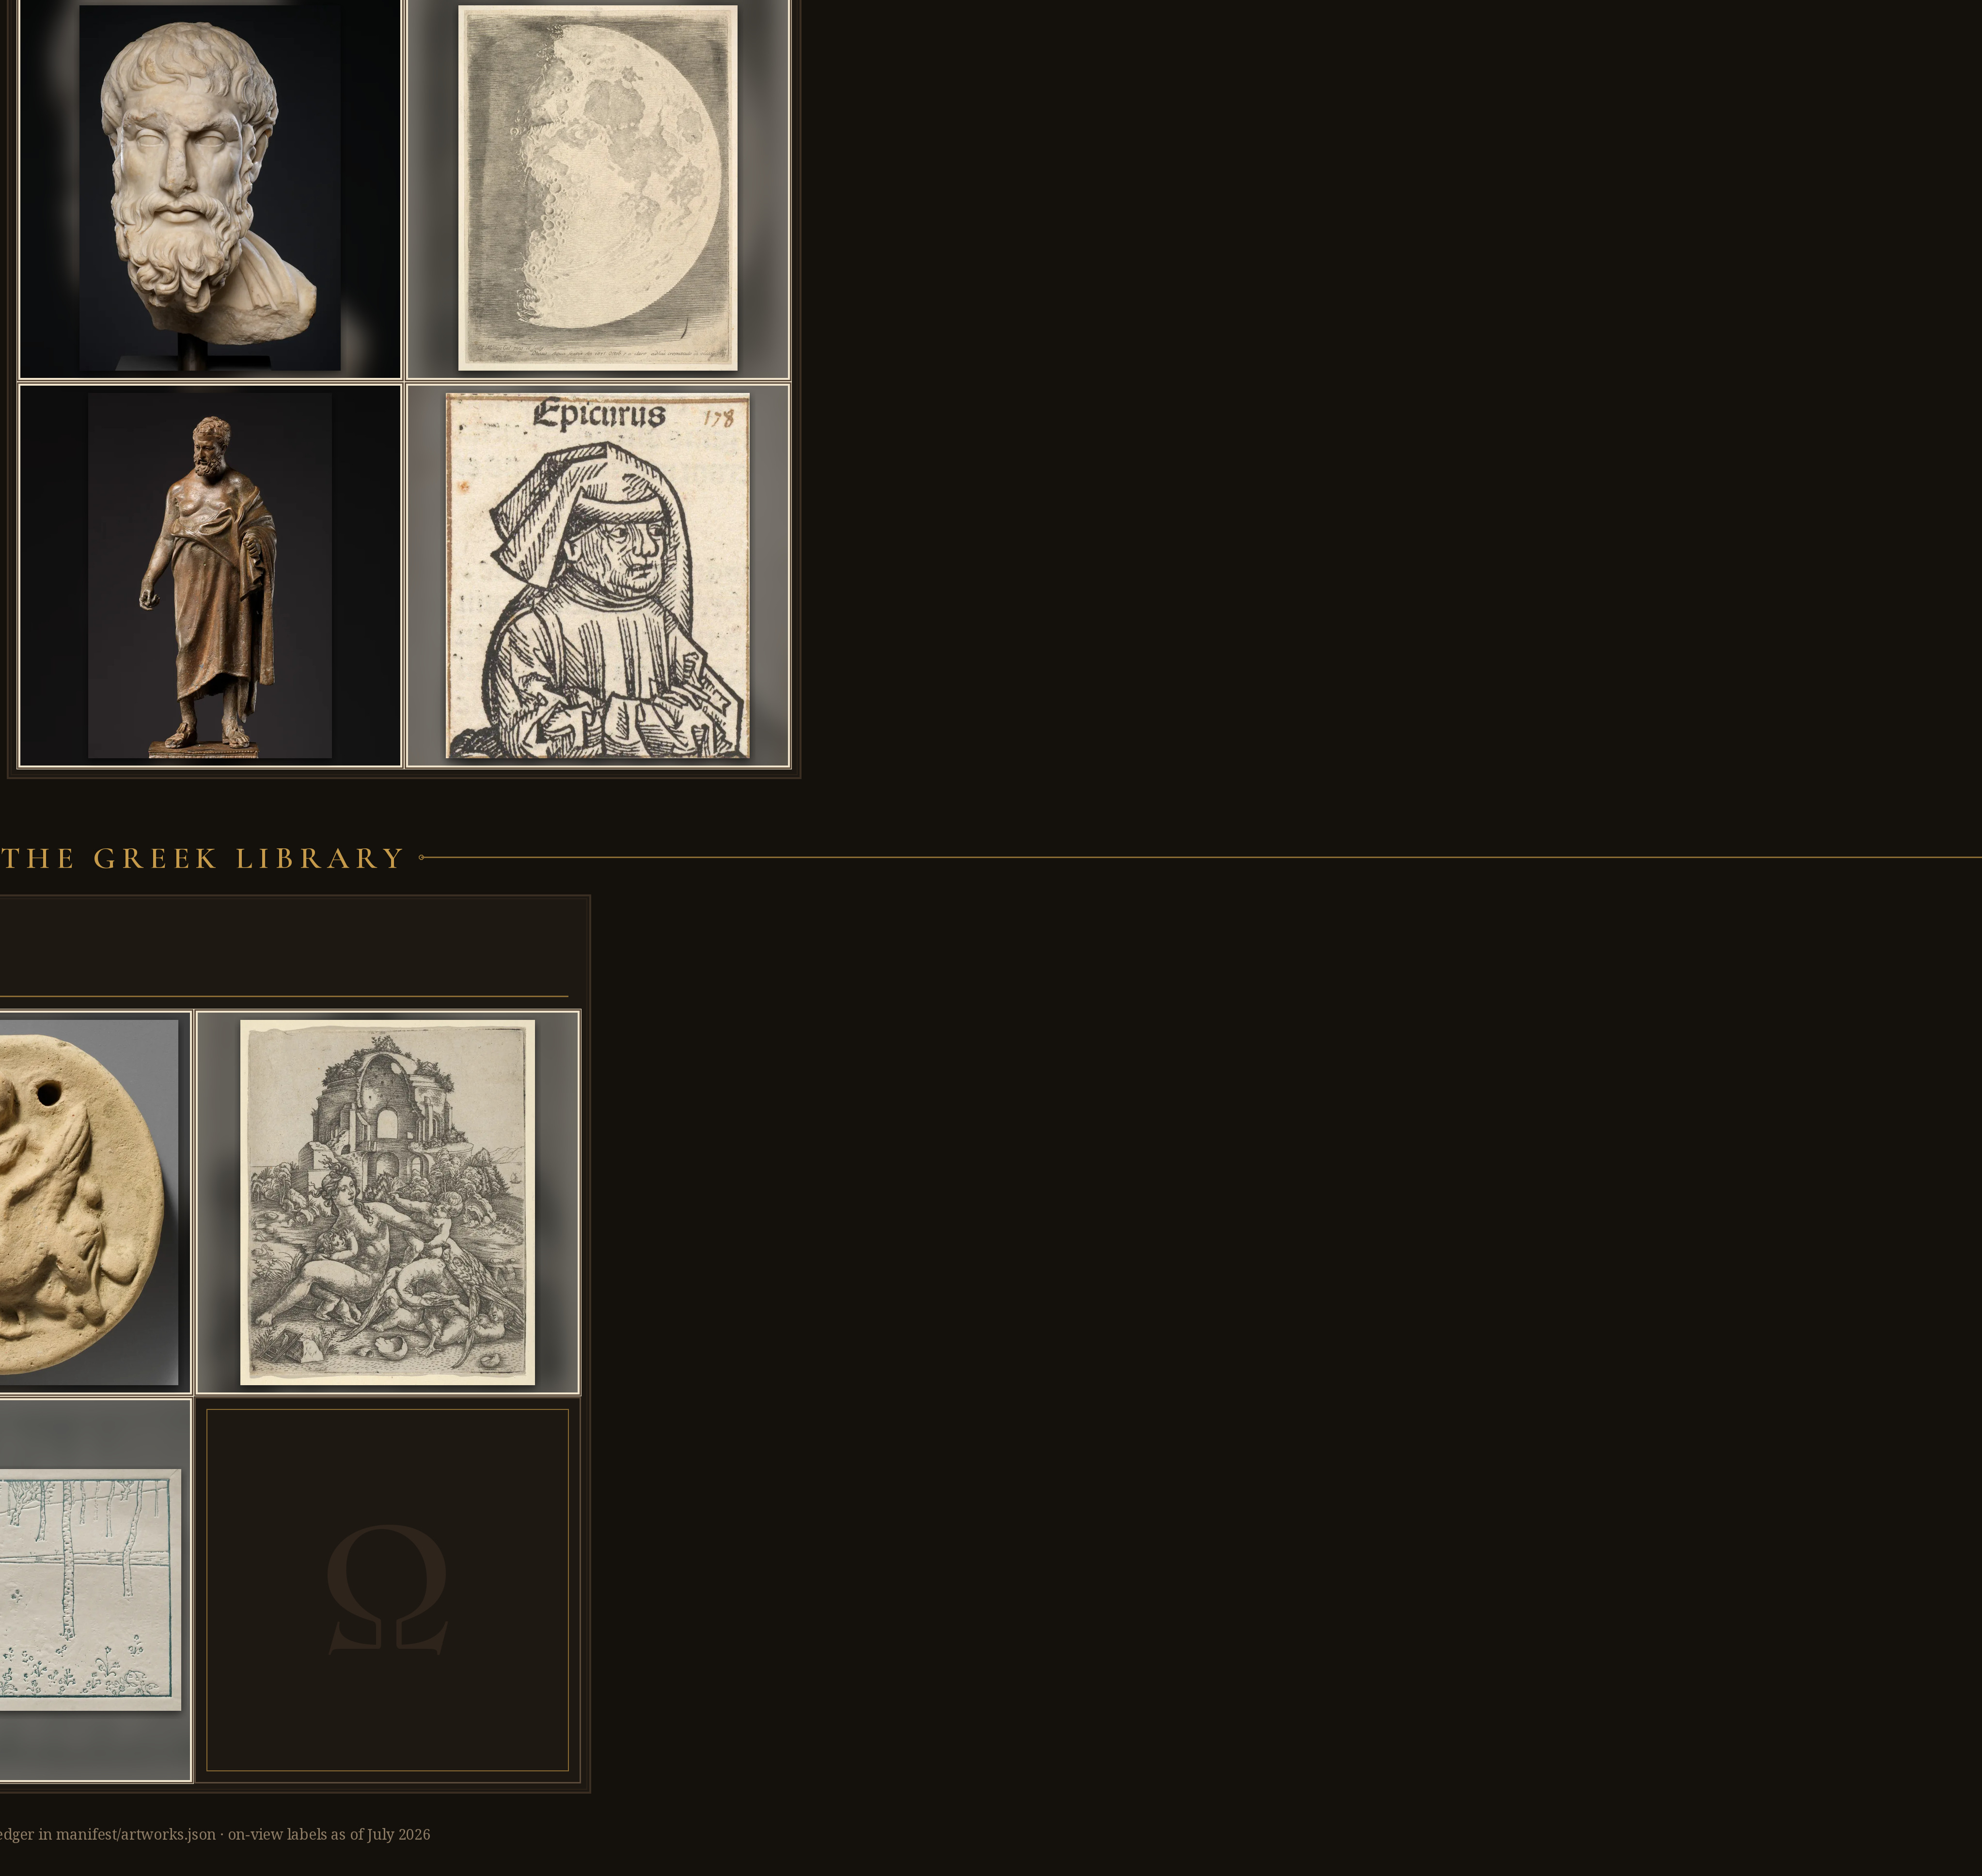 Epicurus 178
THE GREEK LIBRARY
Ω
edger in manifest/artworks.json · on-view labels as of July 2026